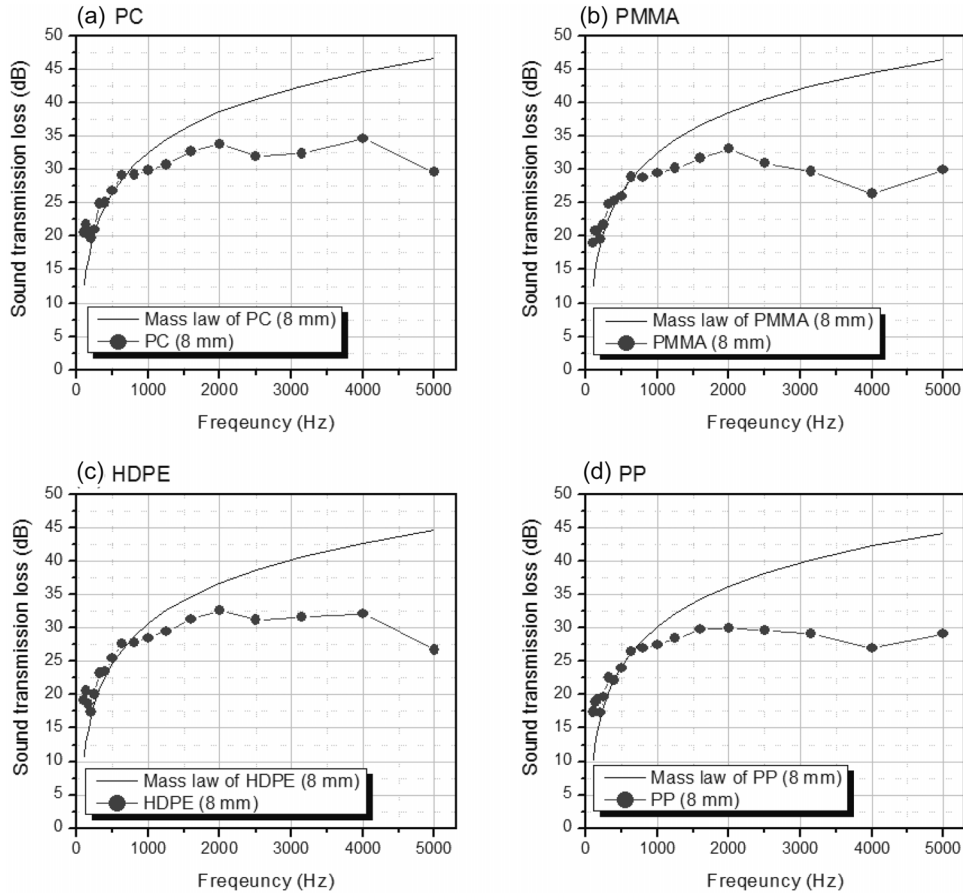 (a) PC
Sound transmission loss (dB)
50
45
40
35
30
25
20
15
10
5
0
Mass law of PC (8 mm)
PC (8 mm)
0 1000 2000 3000 4000 5000
Freqeuncy (Hz)
(b) PMMA
Sound transmission loss (dB)
50
45
40
35
30
25
20
15
10
5
0
Mass law of PMMA (8 mm)
PMMA (8 mm)
0 1000 2000 3000 4000 5000
Freqeuncy (Hz)
(c) HDPE
Sound transmission loss (dB)
50
45
40
35
30
25
20
15
10
5
0
Mass law of HDPE (8 mm)
HDPE (8 mm)
0 1000 2000 3000 4000 5000
Freqeuncy (Hz)
(d) PP
Sound transmission loss (dB)
50
45
40
35
30
25
20
15
10
5
0
Mass law of PP (8 mm)
PP (8 mm)
0 1000 2000 3000 4000 5000
Freqeuncy (Hz)